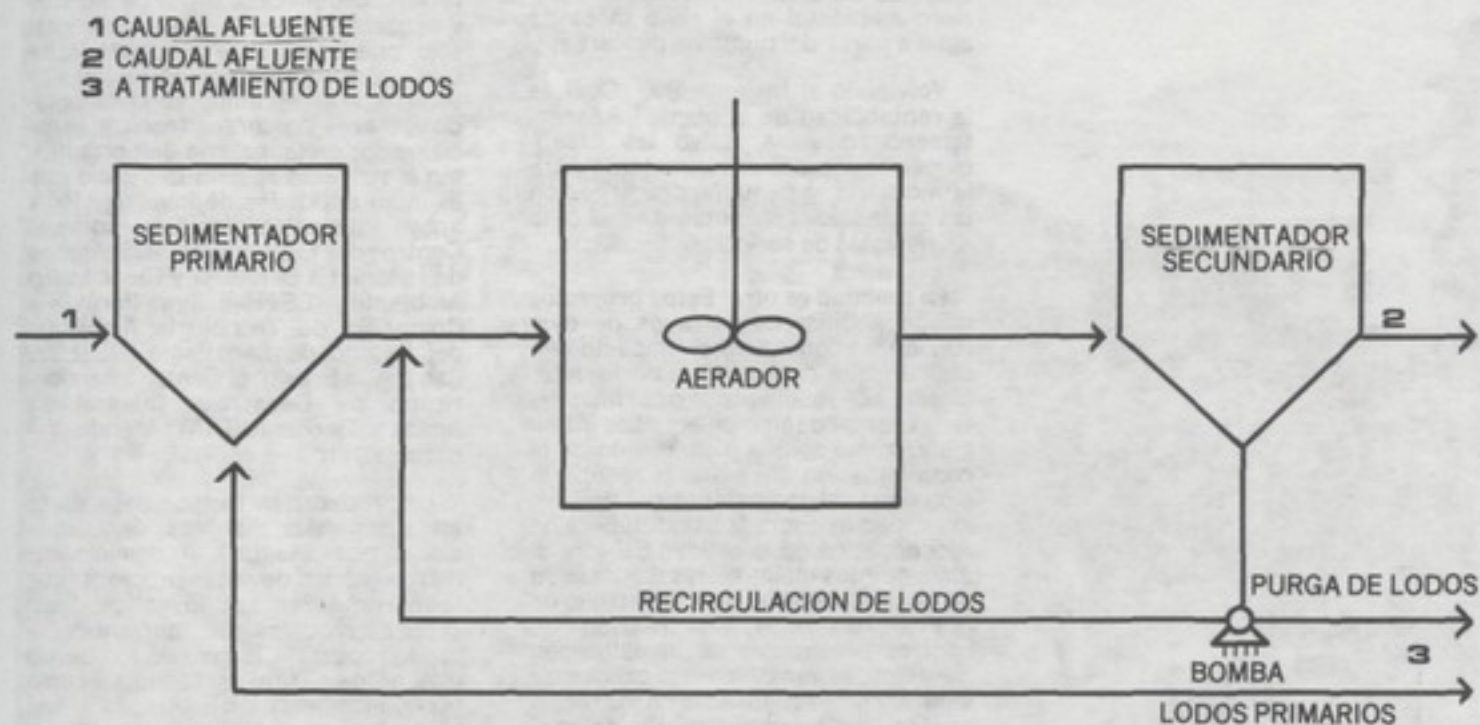 1 CAUDAL AFLUENTE
2 CAUDAL AFLUENTE
3 A TRATAMIENTO DE LODOS
SEDIMENTADOR
PRIMARIO
1
AERADOR
SEDIMENTADOR
SECUNDARIO
2
RECIRCULACION DE LODOS
PURGA DE LODOS
BOMBA
3
LODOS PRIMARIOS